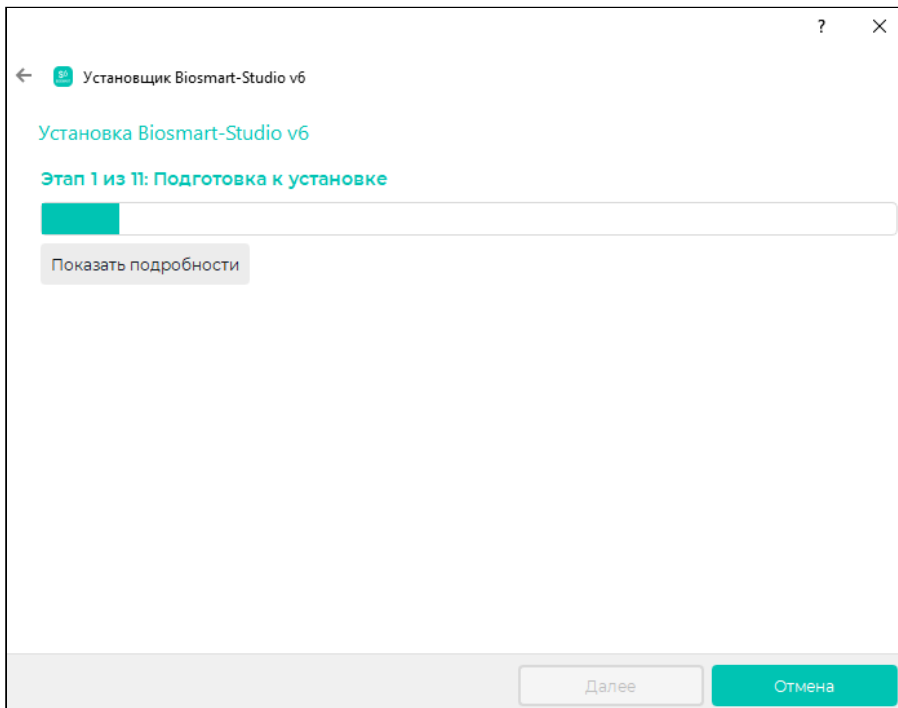 ?
Установщик Biosmart-Studio v6
Установка Biosmart-Studio v6
Этап 1 из 11: Подготовка к установке
Показать подробности
Далее
Отмена